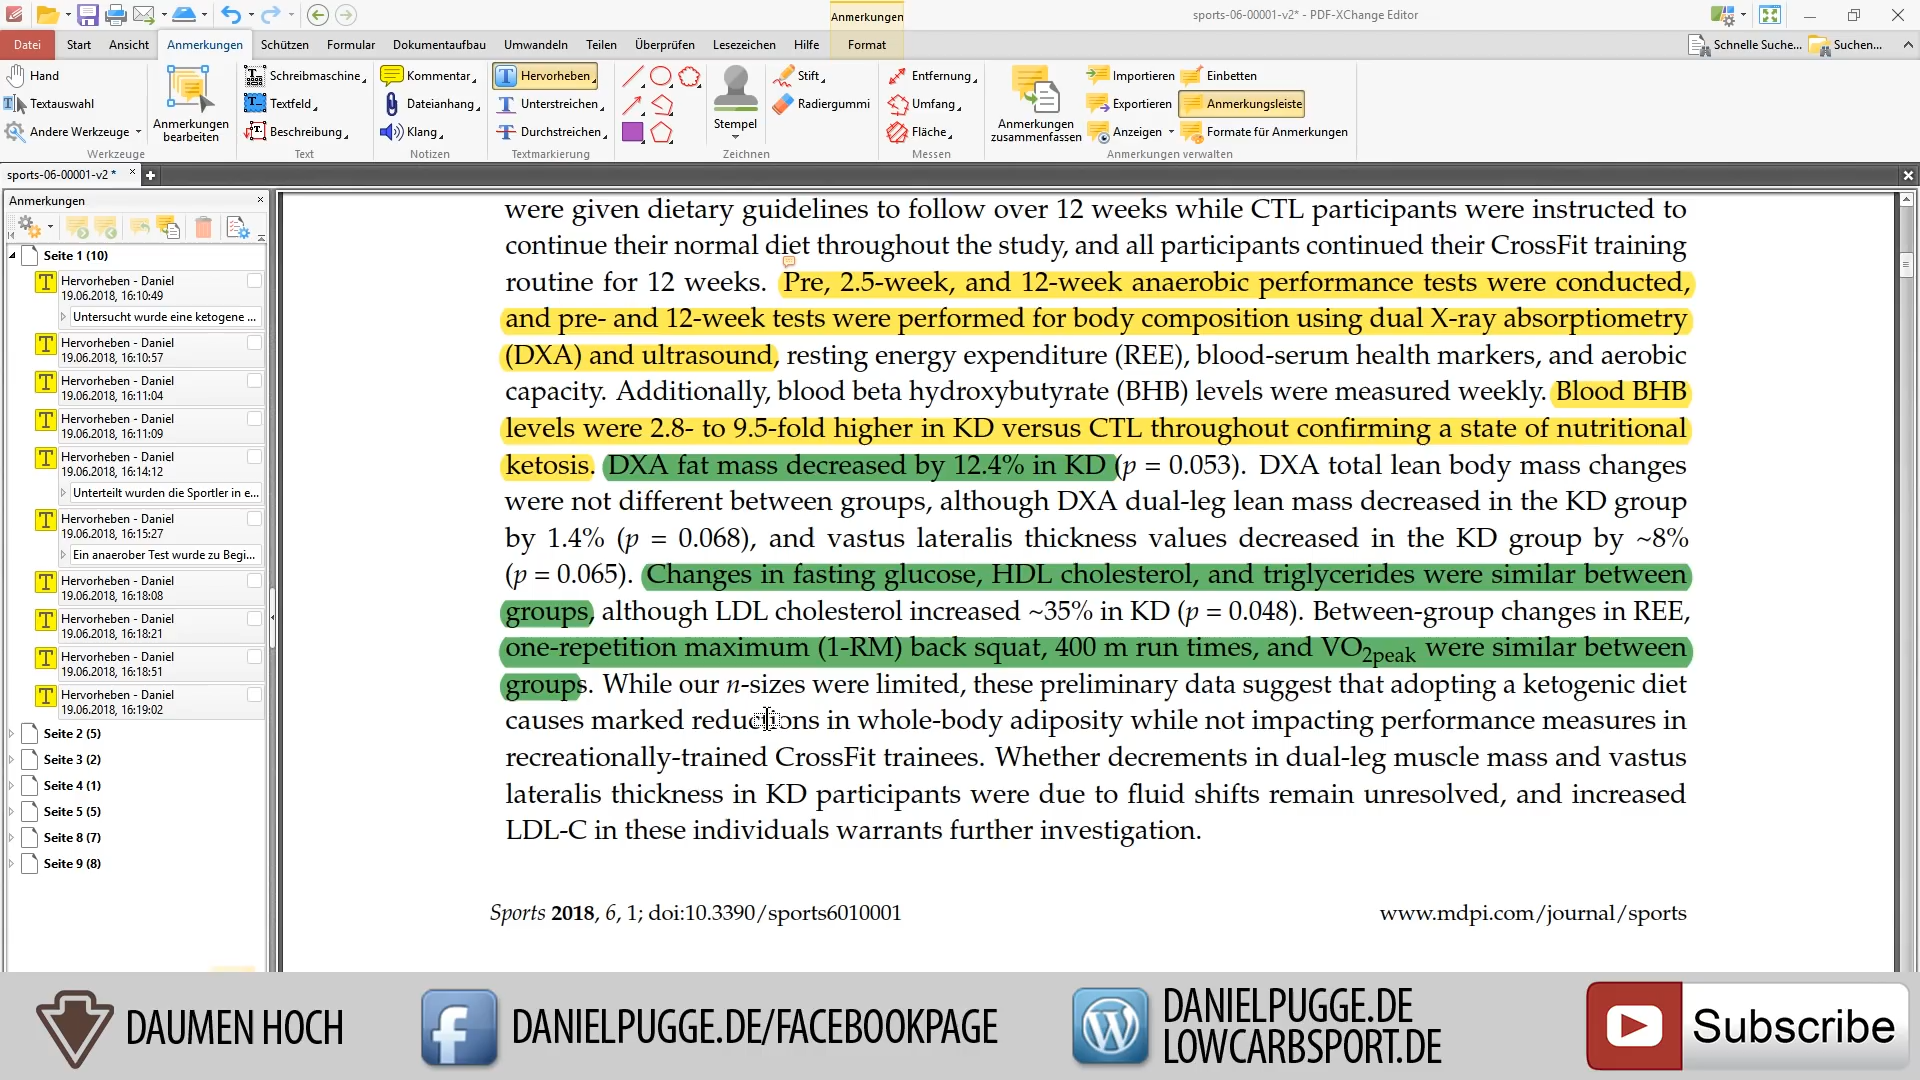 Anmerkungen
sports-06-00001-v2* - PDF-XChange Editor
Datei Start Ansicht Anmerkungen Schützen Formular Dokumentaufbau Umwandeln Teilen Überprüfen Lesezeichen Hilfe Format
Schnelle Suche... Suchen...
Hand
Textauswahl
Andere Werkzeuge
Werkzeuge
Anmerkungen
bearbeiten
Schreibmaschine
Textfeld
Beschreibung
Text
Kommentar
Dateianhang
Klang
Notizen
Hervorheben
Unterstreichen
Durchstreichen
Textmarkierung
Stempel
Stift
Radiergummi
Zeichnen
Entfernung
Umfang
Fläche
Messen
Anmerkungen
zusammenfassen
Importieren
Exportieren
Anzeigen
Einbetten
Anmerkungsleiste
Formate für Anmerkungen
Anmerkungen verwalten
sports-06-00001-v2 *
Anmerkungen
Seite 1 (10)
Hervorheben - Daniel
19.06.2018, 16:10:49
Untersucht wurde eine ketogene ...
Hervorheben - Daniel
19.06.2018, 16:10:57
Hervorheben - Daniel
19.06.2018, 16:11:04
Hervorheben - Daniel
19.06.2018, 16:11:09
Hervorheben - Daniel
19.06.2018, 16:14:12
Unterteilt wurden die Sportler in e...
Hervorheben - Daniel
19.06.2018, 16:15:27
Ein anaerober Test wurde zu Begi...
Hervorheben - Daniel
19.06.2018, 16:18:08
Hervorheben - Daniel
19.06.2018, 16:18:21
Hervorheben - Daniel
19.06.2018, 16:18:51
Hervorheben - Daniel
19.06.2018, 16:19:02
Seite 2 (5)
Seite 3 (2)
Seite 4 (1)
Seite 5 (5)
Seite 8 (7)
Seite 9 (8)
were given dietary guidelines to follow over 12 weeks while CTL participants were instructed to
continue their normal diet throughout the study, and all participants continued their CrossFit training
routine for 12 weeks. Pre, 2.5-week, and 12-week anaerobic performance tests were conducted,
and pre- and 12-week tests were performed for body composition using dual X-ray absorptiometry
(DXA) and ultrasound, resting energy expenditure (REE), blood-serum health markers, and aerobic
capacity. Additionally, blood beta hydroxybutyrate (BHB) levels were measured weekly. Blood BHB
levels were 2.8- to 9.5-fold higher in KD versus CTL throughout confirming a state of nutritional
ketosis. DXA fat mass decreased by 12.4% in KD (p = 0.053). DXA total lean body mass changes
were not different between groups, although DXA dual-leg lean mass decreased in the KD group
by 1.4% (p = 0.068), and vastus lateralis thickness values decreased in the KD group by ~8%
(p = 0.065). Changes in fasting glucose, HDL cholesterol, and triglycerides were similar between
groups, although LDL cholesterol increased ~35% in KD (p = 0.048). Between-group changes in REE,
one-repetition maximum (1-RM) back squat, 400 m run times, and VO2peak were similar between
groups. While our n-sizes were limited, these preliminary data suggest that adopting a ketogenic diet
causes marked reductions in whole-body adiposity while not impacting performance measures in
recreationally-trained CrossFit trainees. Whether decrements in dual-leg muscle mass and vastus
lateralis thickness in KD participants were due to fluid shifts remain unresolved, and increased
LDL-C in these individuals warrants further investigation.
Sports 2018, 6, 1; doi:10.3390/sports6010001
www.mdpi.com/journal/sports
DAUMEN HOCH
DANIELPUGGE.DE/FACEBOOKPAGE
DANIELPUGGE.DE
LOWCARBSPORT.DE
Subscribe